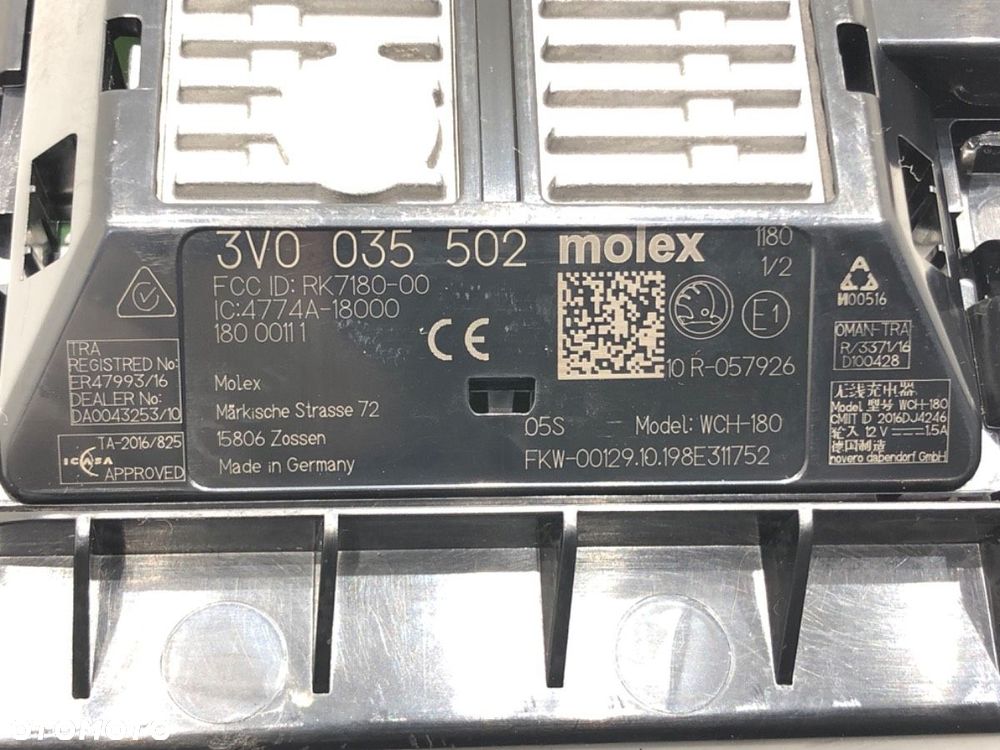 3V0 035 502 molex
1180
1/2
FCC ID: RK7180-00
IC:4774A-18000
180 0011 1
CE
E1
10 R-057926
Molex
Märkische Strasse 72
15806 Zossen
Made in Germany
05S
Model: WCH-180
FKW-00129.10.198E311752
TRA
REGISTRED No:
ER47993/16
DEALER No:
DA0043253/10
ICASA
TA-2016/825
APPROVED
И00516
OMAN-TRA
R/3371/16
D100428
无线充电器
Model 型号 WCH-180
CMIIT ID 2016DJ4246
输入 12 V 1.5A
德国制造
novero dabendorf GmbH
OTOMOTO